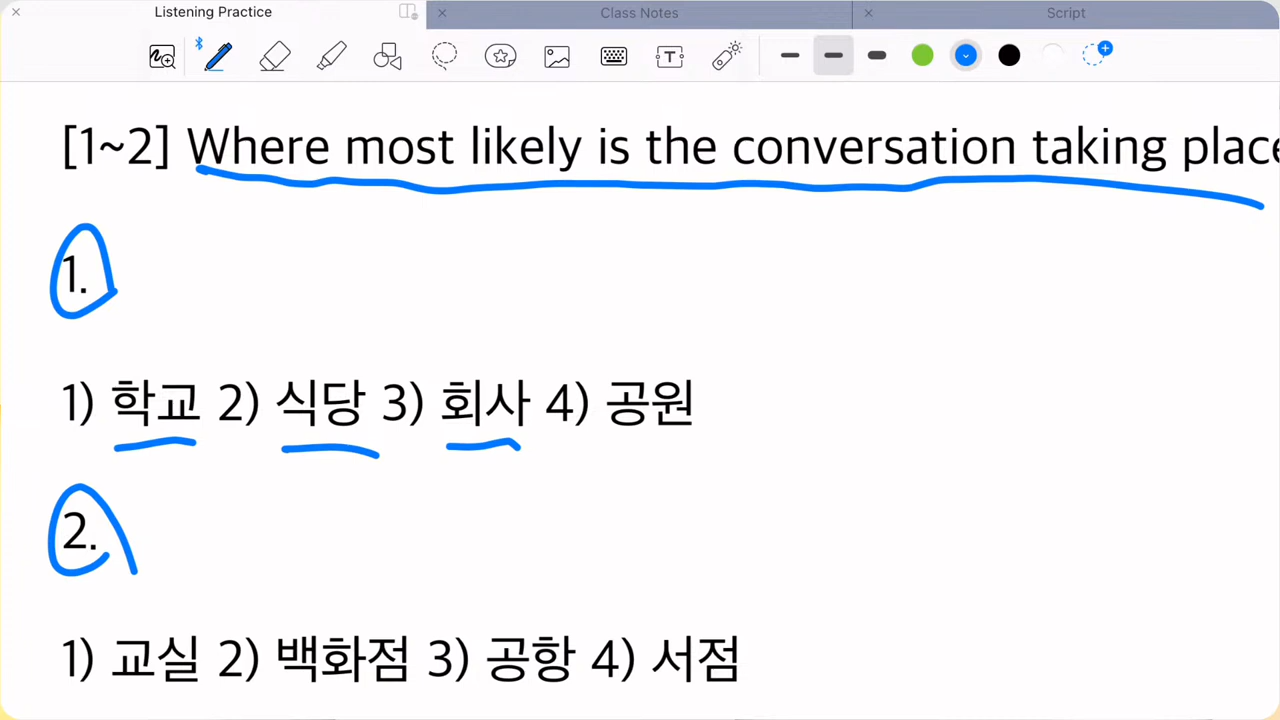 Listening Practice Class Notes Script
T
[1~2] Where most likely is the conversation taking place
1.
1) 학교 2) 식당 3) 회사 4) 공원
2.
1) 교실 2) 백화점 3) 공항 4) 서점